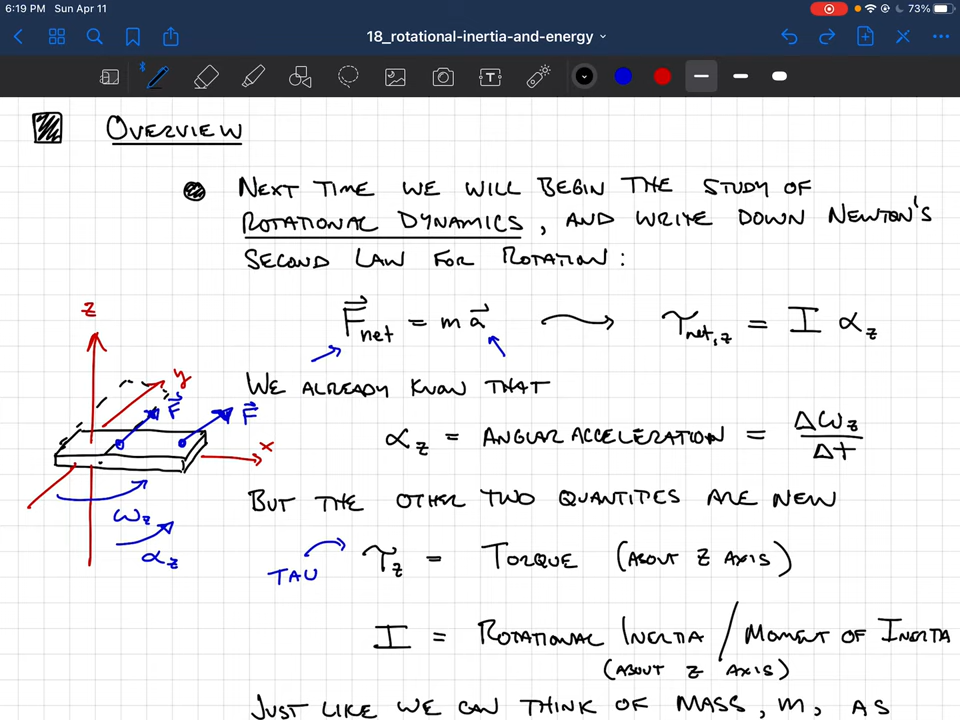 6:19 PM Sun Apr 11 73%
18_rotational-inertia-and-energy
T
OVERVIEW
NEXT TIME WE WILL BEGIN THE STUDY OF
ROTATIONAL DYNAMICS, AND WRITE DOWN NEWTON'S
SECOND LAW FOR ROTATION:
F⃗net = m a⃗ ⟶ τnet,z = I αz
WE ALREADY KNOW THAT
αz = ANGULAR ACCELERATION = Δωz / Δt
BUT THE OTHER TWO QUANTITES ARE NEW
TAU τz = TORQUE (ABOUT Z AXIS)
I = ROTATIONAL INERTIA / MOMENT OF INERTIA
(ABOUT Z AXIS)
JUST LIKE WE CAN THINK OF MASS, m, AS
z
y
F⃗ F⃗
x
ωz
αz